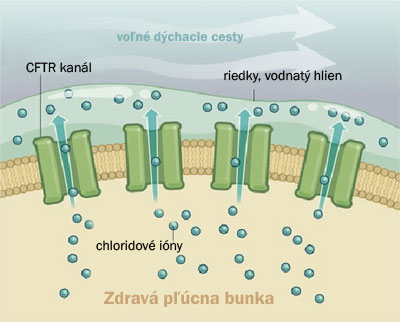 voľné dýchacie cesty
CFTR kanál
riedky, vodnatý hlien
chloridové ióny
Zdravá pľúcna bunka